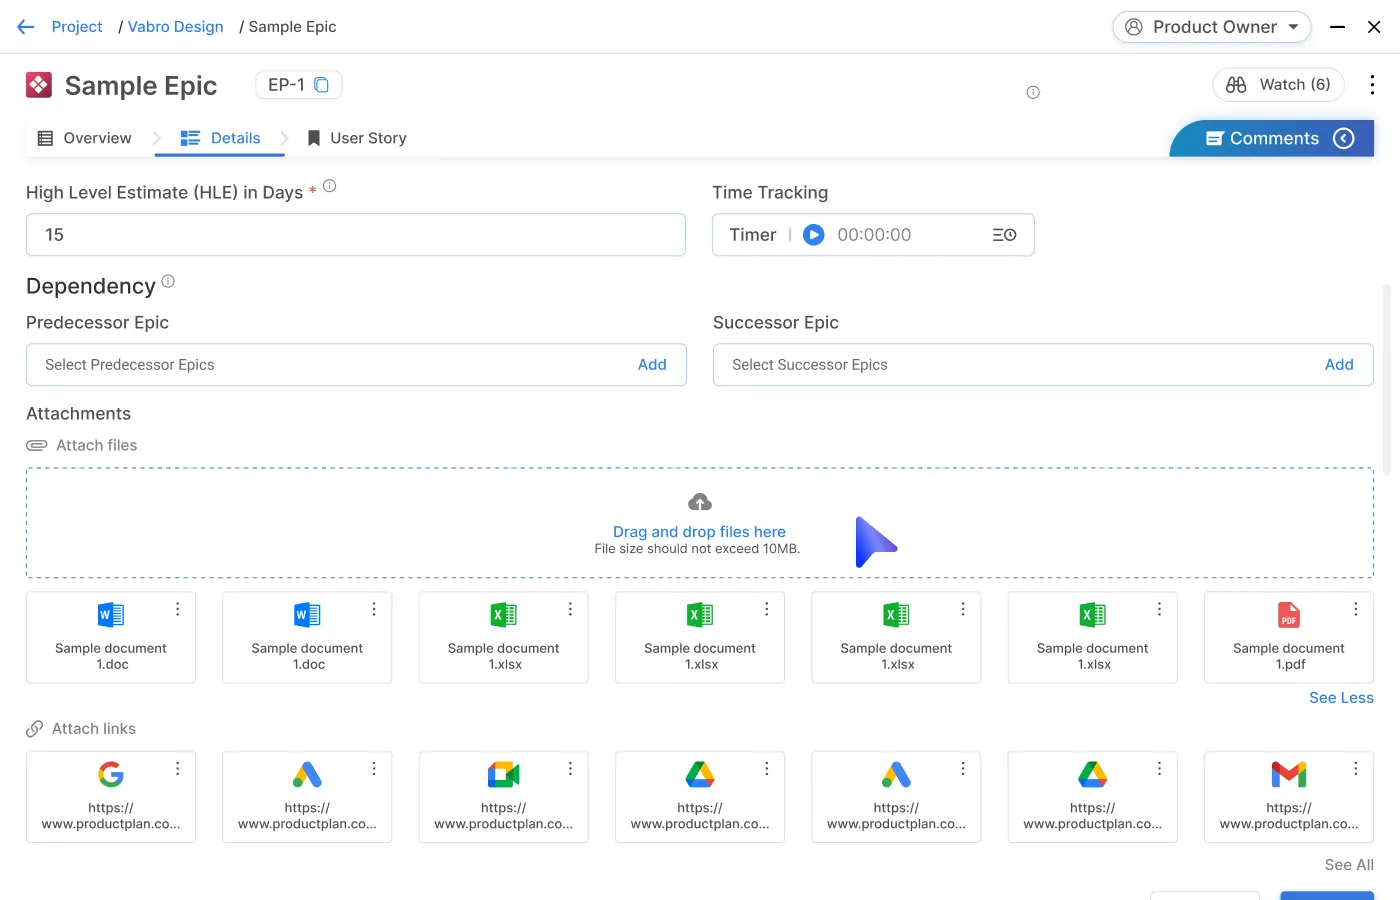 Project / Vabro Design / Sample Epic
Product Owner
Sample Epic
EP-1
Watch (6)
Overview
Details
User Story
Comments
High Level Estimate (HLE) in Days *
Time Tracking
15
Timer
00:00:00
Dependency
Predecessor Epic
Successor Epic
Select Predecessor Epics
Add
Select Successor Epics
Add
Attachments
Attach files
Drag and drop files here
File size should not exceed 10MB.
W
Sample document
1.doc
W
Sample document
1.doc
X
Sample document
1.xlsx
X
Sample document
1.xlsx
X
Sample document
1.xlsx
X
Sample document
1.xlsx
PDF
Sample document
1.pdf
See Less
Attach links
https://
www.productplan.co...
https://
www.productplan.co...
https://
www.productplan.co...
https://
www.productplan.co...
https://
www.productplan.co...
https://
www.productplan.co...
https://
www.productplan.co...
See All